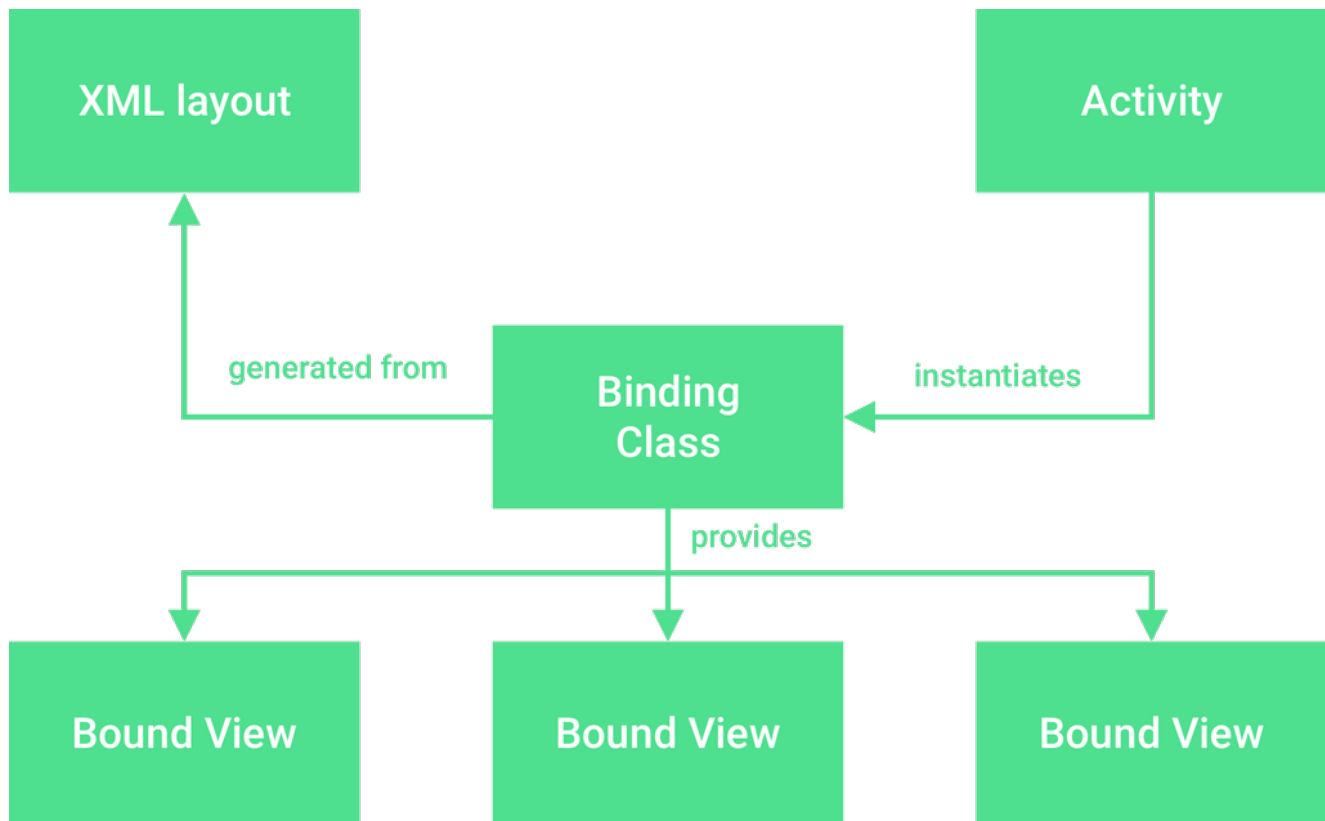 XML layout
Activity
generated from
instantiates
Binding
Class
provides
Bound View
Bound View
Bound View